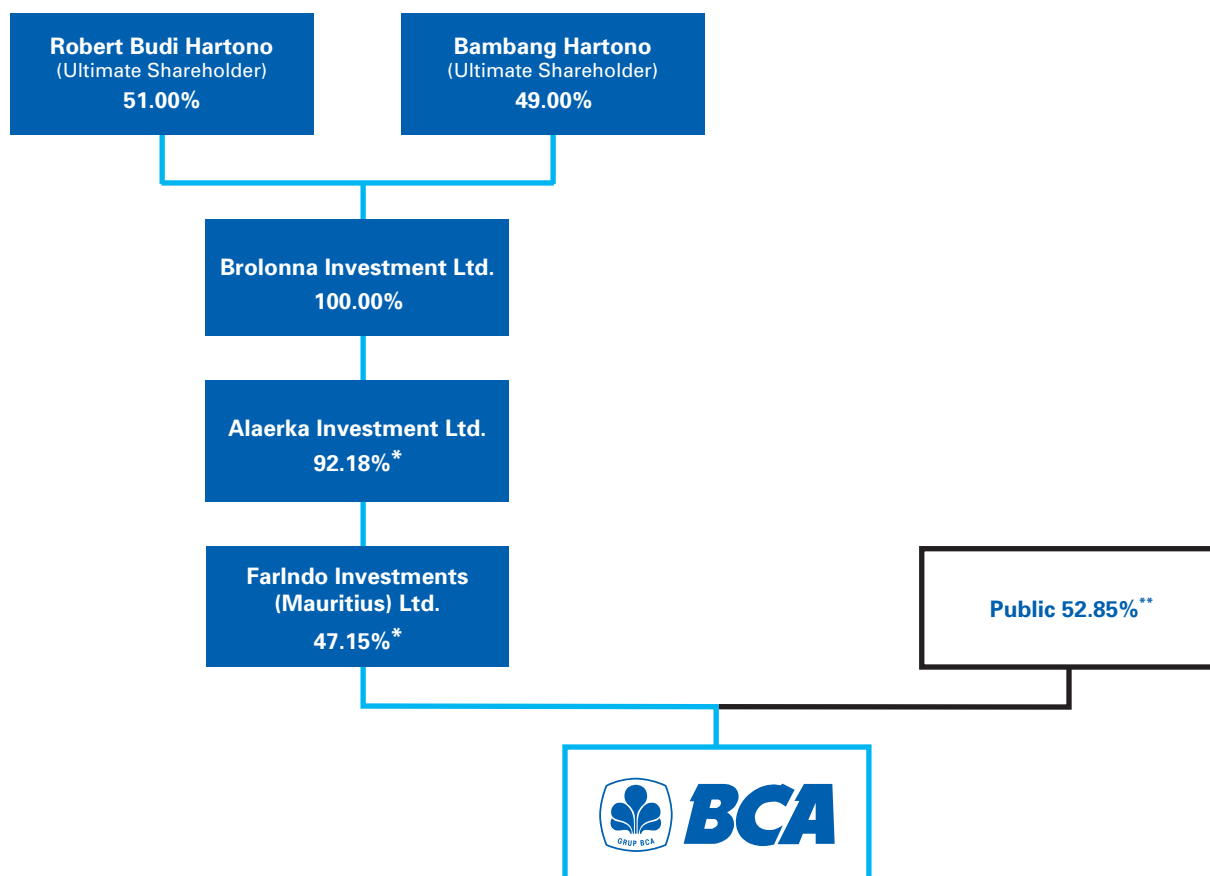 Robert Budi Hartono
(Ultimate Shareholder)
51.00%
Bambang Hartono
(Ultimate Shareholder)
49.00%
Brolonna Investment Ltd.
100.00%
Alaerka Investment Ltd.
92.18%*
FarIndo Investments
(Mauritius) Ltd.
47.15%*
Public 52.85%**
GRUP BCA
BCA